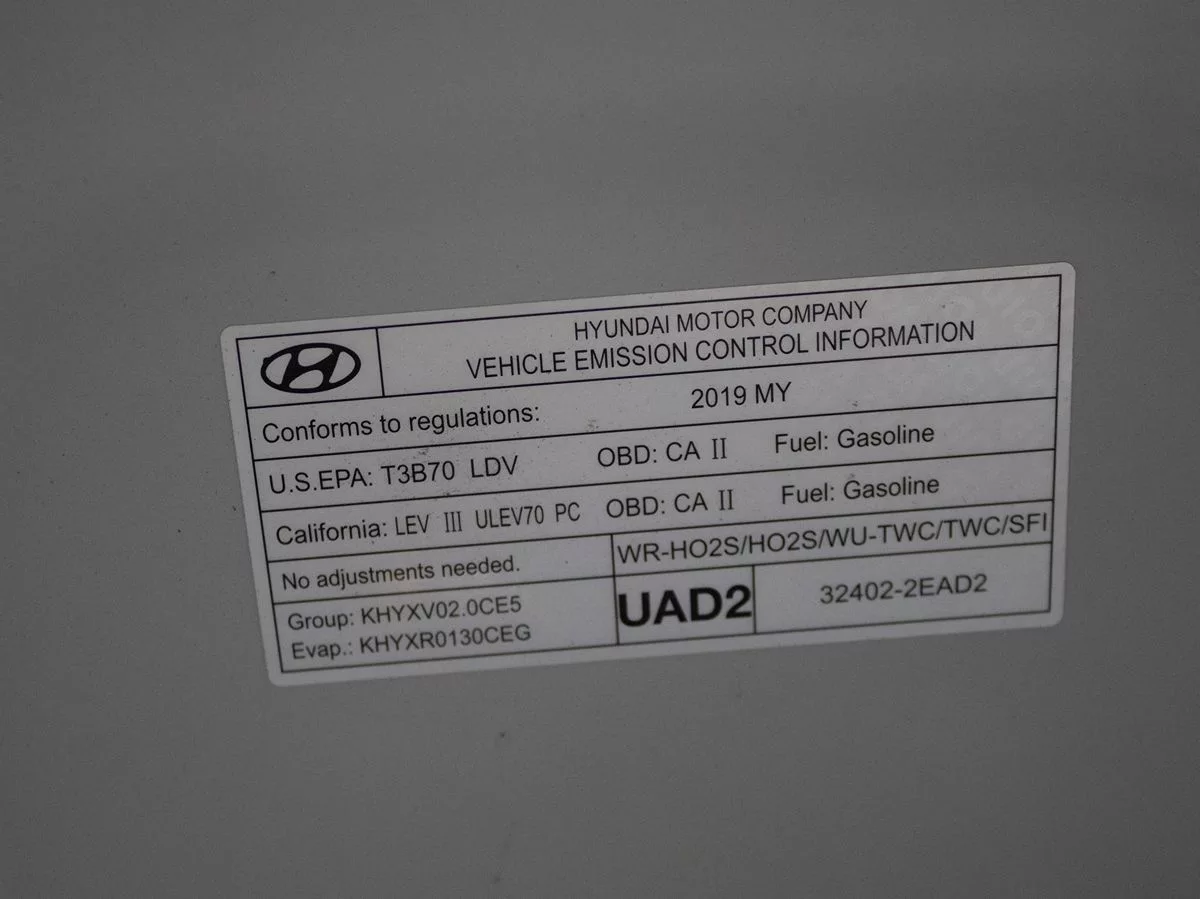 HYUNDAI MOTOR COMPANY
VEHICLE EMISSION CONTROL INFORMATION
Conforms to regulations: 2019 MY
U.S.EPA: T3B70 LDV OBD: CA II Fuel: Gasoline
California: LEV III ULEV70 PC OBD: CA II Fuel: Gasoline
No adjustments needed. WR-HO2S/HO2S/WU-TWC/TWC/SFI
Group: KHYXV02.0CE5
Evap.: KHYXR0130CEG
UAD2 32402-2EAD2